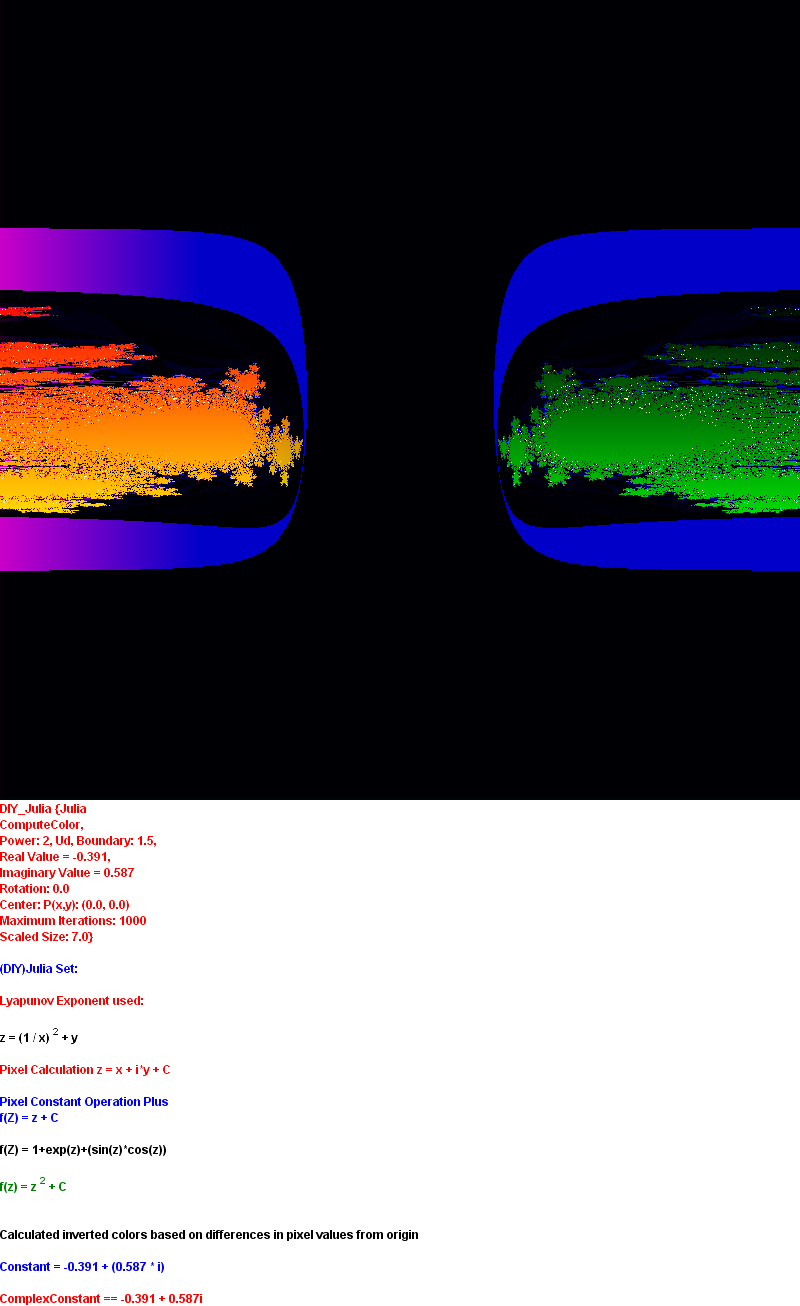 DIY_Julia {Julia
ComputeColor,
Power: 2, Ud, Boundary: 1.5,
Real Value = -0.391,
Imaginary Value = 0.587
Rotation: 0.0
Center: P(x,y): (0.0, 0.0)
Maximum Iterations: 1000
Scaled Size: 7.0}
(DIY)Julia Set:
Lyapunov Exponent used:
z = (1 / x) 2 + y
Pixel Calculation z = x + i*y + C
Pixel Constant Operation Plus
f(Z) = z + C
f(Z) = 1+exp(z)+(sin(z)*cos(z))
f(z) = z 2 + C
Calculated inverted colors based on differences in pixel values from origin
Constant = -0.391 + (0.587 * i)
ComplexConstant == -0.391 + 0.587i